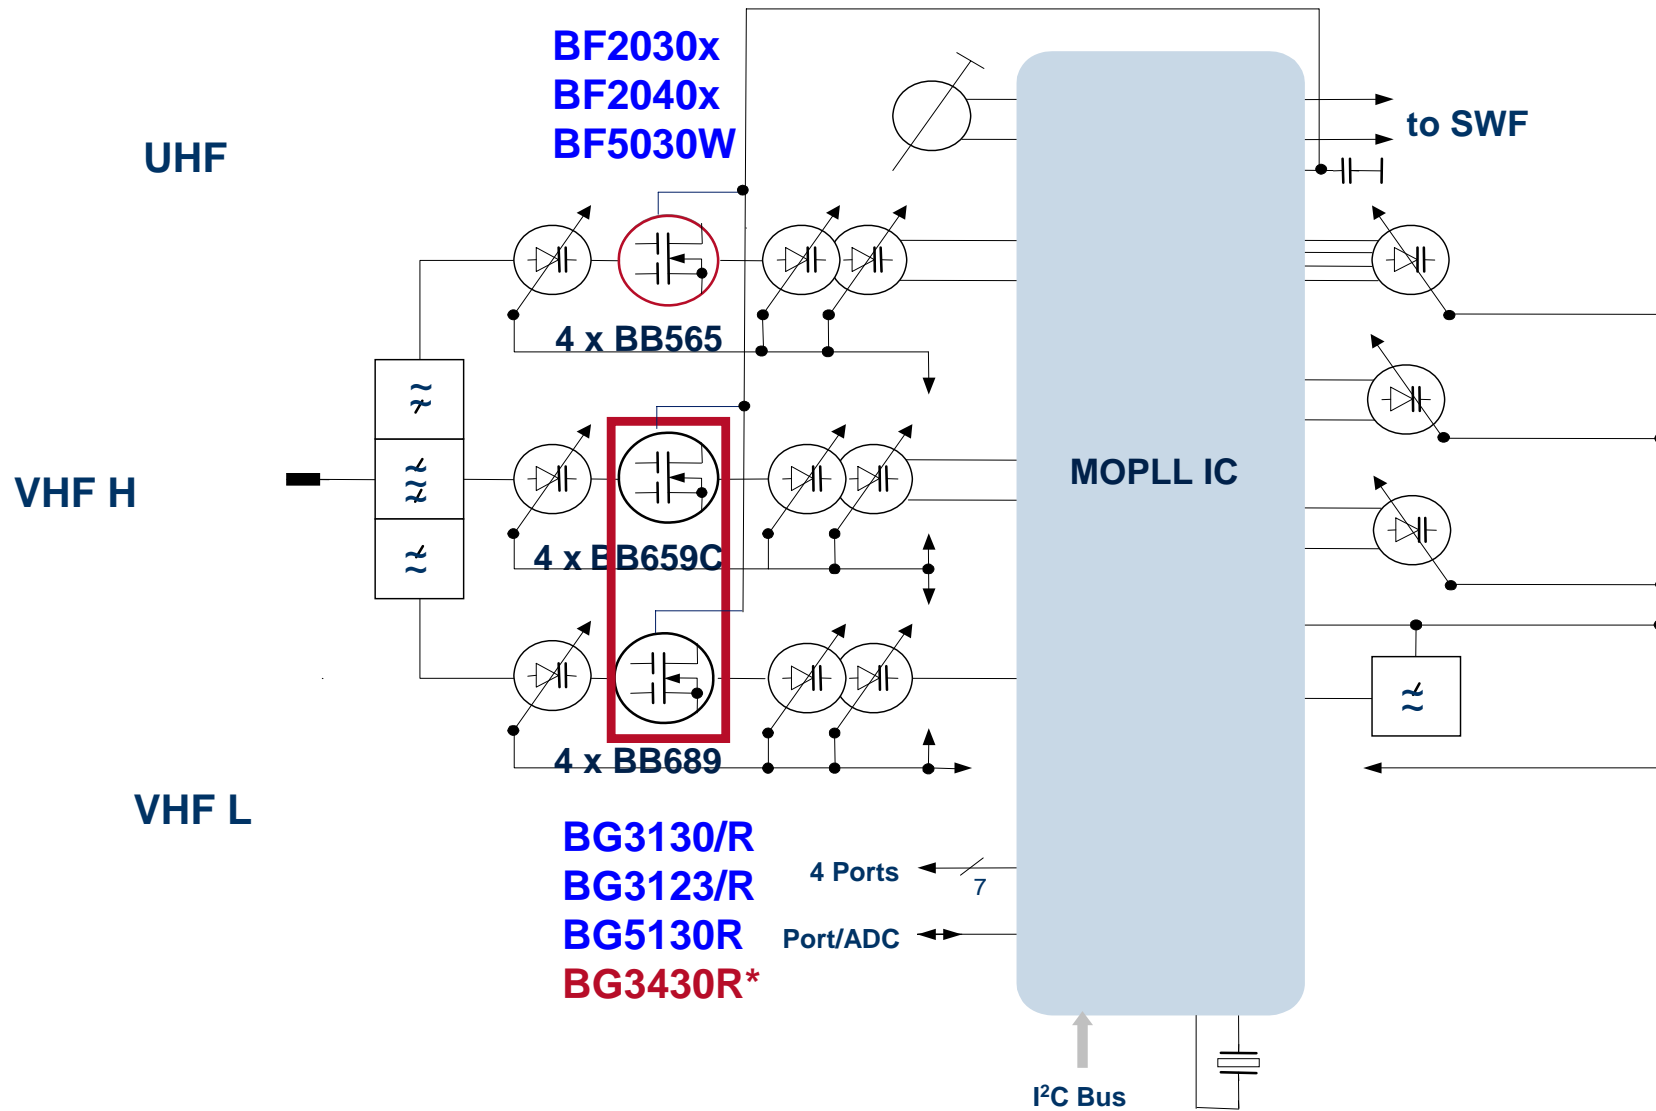 BF2030x
BF2040x
BF5030W
to SWF
UHF
4 x BB565
MOPLL IC
VHF H
4 x BB659C
4 x BB689
VHF L
BG3130/R
BG3123/R
BG5130R
BG3430R*
4 Ports
7
Port/ADC
I²C Bus